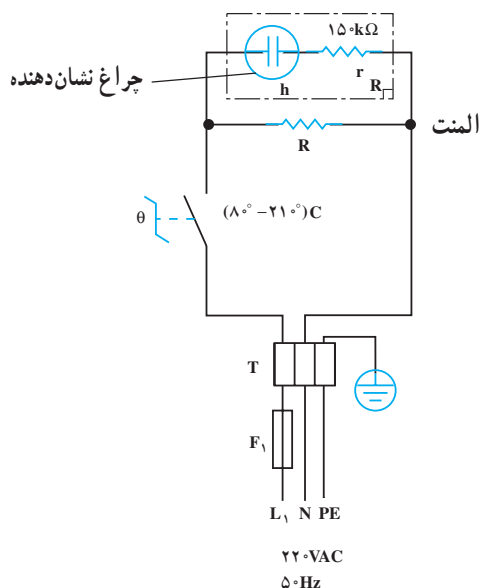 ۱۵۰kΩ
چراغ نشان‌دهنده
h
r
R
المنت
R
θ
(۸۰° – ۲۱۰°)C
T
F۱
L۱ N PE
۲۲۰VAC
۵۰Hz